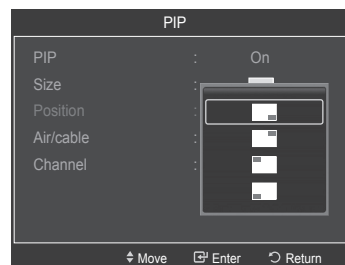 PIP
PIP : On
Size :
Position :
Air/cable :
Channel :
Move Enter Return